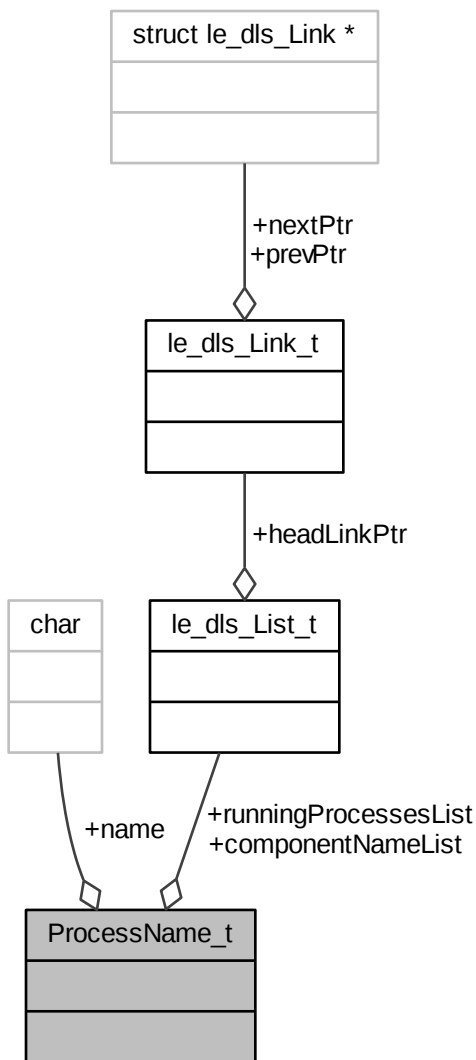 struct le_dls_Link *
+nextPtr
+prevPtr
le_dls_Link_t
+headLinkPtr
char
le_dls_List_t
+name
+runningProcessesList
+componentNameList
ProcessName_t